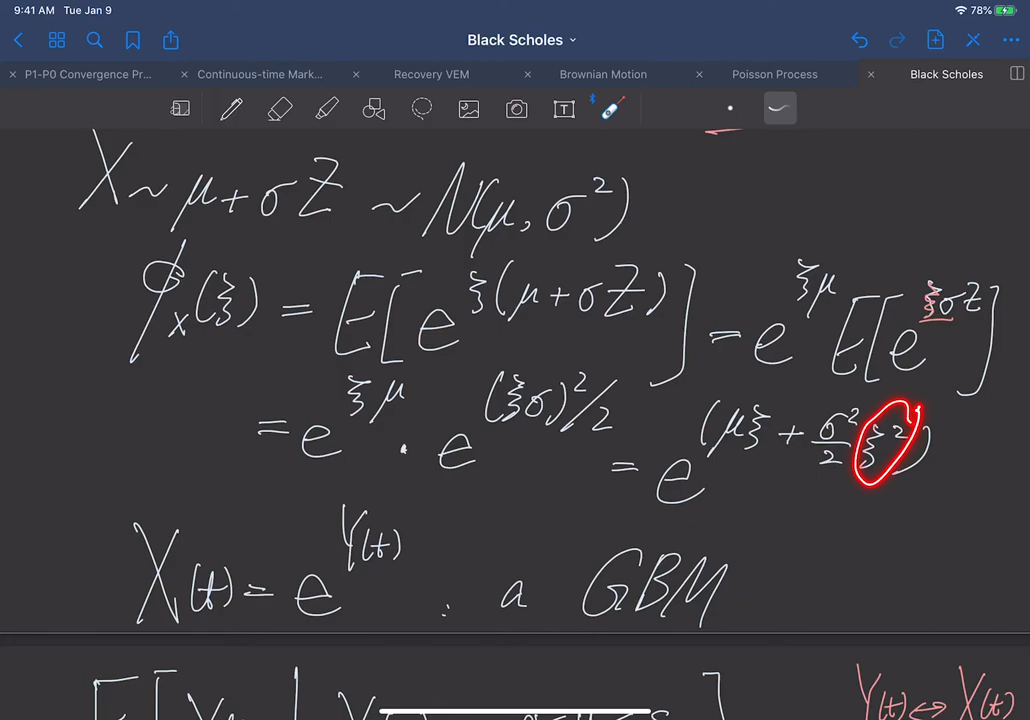 9:41 AM Tue Jan 9 78%
Black Scholes
P1-P0 Convergence Pr... Continuous-time Mark... Recovery VEM Brownian Motion Poisson Process Black Scholes
X ~ μ + σZ ~ N(μ, σ²)
ϕ_X(ξ) = E[e^{ξ(μ + σZ)}] = e^{ξμ} E[e^{ξσZ}]
= e^{ξμ} · e^{(ξσ)²/2} = e^{(μξ + σ²/2 ξ²)}
X(t) = e^{Y(t)} : a GBM
Y(t) ↔ X(t)